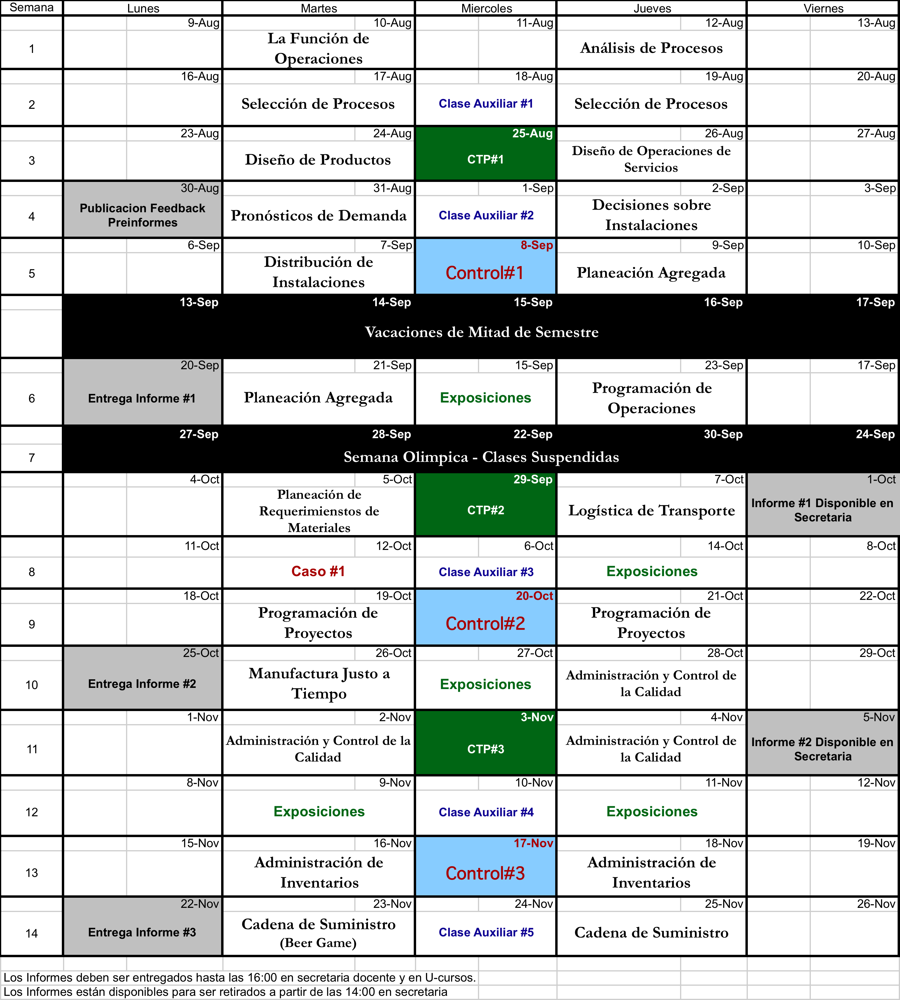 Semana Lunes Martes Miercoles Jueves Viernes
9-Aug 10-Aug 11-Aug 12-Aug 13-Aug
1 La Función de Operaciones Análisis de Procesos
16-Aug 17-Aug 18-Aug 19-Aug 20-Aug
2 Selección de Procesos Clase Auxiliar #1 Selección de Procesos
23-Aug 24-Aug 25-Aug 26-Aug 27-Aug
3 Diseño de Productos CTP#1 Diseño de Operaciones de Servicios
30-Aug 31-Aug 1-Sep 2-Sep 3-Sep
4 Publicacion Feedback Preinformes Pronósticos de Demanda Clase Auxiliar #2 Decisiones sobre Instalaciones
6-Sep 7-Sep 8-Sep 9-Sep 10-Sep
5 Distribución de Instalaciones Control#1 Planeación Agregada
13-Sep 14-Sep 15-Sep 16-Sep 17-Sep
Vacaciones de Mitad de Semestre
20-Sep 21-Sep 15-Sep 23-Sep 17-Sep
6 Entrega Informe #1 Planeación Agregada Exposiciones Programación de Operaciones
27-Sep 28-Sep 22-Sep 30-Sep 24-Sep
7 Semana Olimpica - Clases Suspendidas
4-Oct 5-Oct 29-Sep 7-Oct 1-Oct
Planeación de Requerimienstos de Materiales CTP#2 Logística de Transporte Informe #1 Disponible en Secretaria
11-Oct 12-Oct 6-Oct 14-Oct 8-Oct
8 Caso #1 Clase Auxiliar #3 Exposiciones
18-Oct 19-Oct 20-Oct 21-Oct 22-Oct
9 Programación de Proyectos Control#2 Programación de Proyectos
25-Oct 26-Oct 27-Oct 28-Oct 29-Oct
10 Entrega Informe #2 Manufactura Justo a Tiempo Exposiciones Administración y Control de la Calidad
1-Nov 2-Nov 3-Nov 4-Nov 5-Nov
11 Administración y Control de la Calidad CTP#3 Administración y Control de la Calidad Informe #2 Disponible en Secretaria
8-Nov 9-Nov 10-Nov 11-Nov 12-Nov
12 Exposiciones Clase Auxiliar #4 Exposiciones
15-Nov 16-Nov 17-Nov 18-Nov 19-Nov
13 Administración de Inventarios Control#3 Administración de Inventarios
22-Nov 23-Nov 24-Nov 25-Nov 26-Nov
14 Entrega Informe #3 Cadena de Suministro (Beer Game) Clase Auxiliar #5 Cadena de Suministro
Los Informes deben ser entregados hasta las 16:00 en secretaria docente y en U-cursos.
Los Informes están disponibles para ser retirados a partir de las 14:00 en secretaria